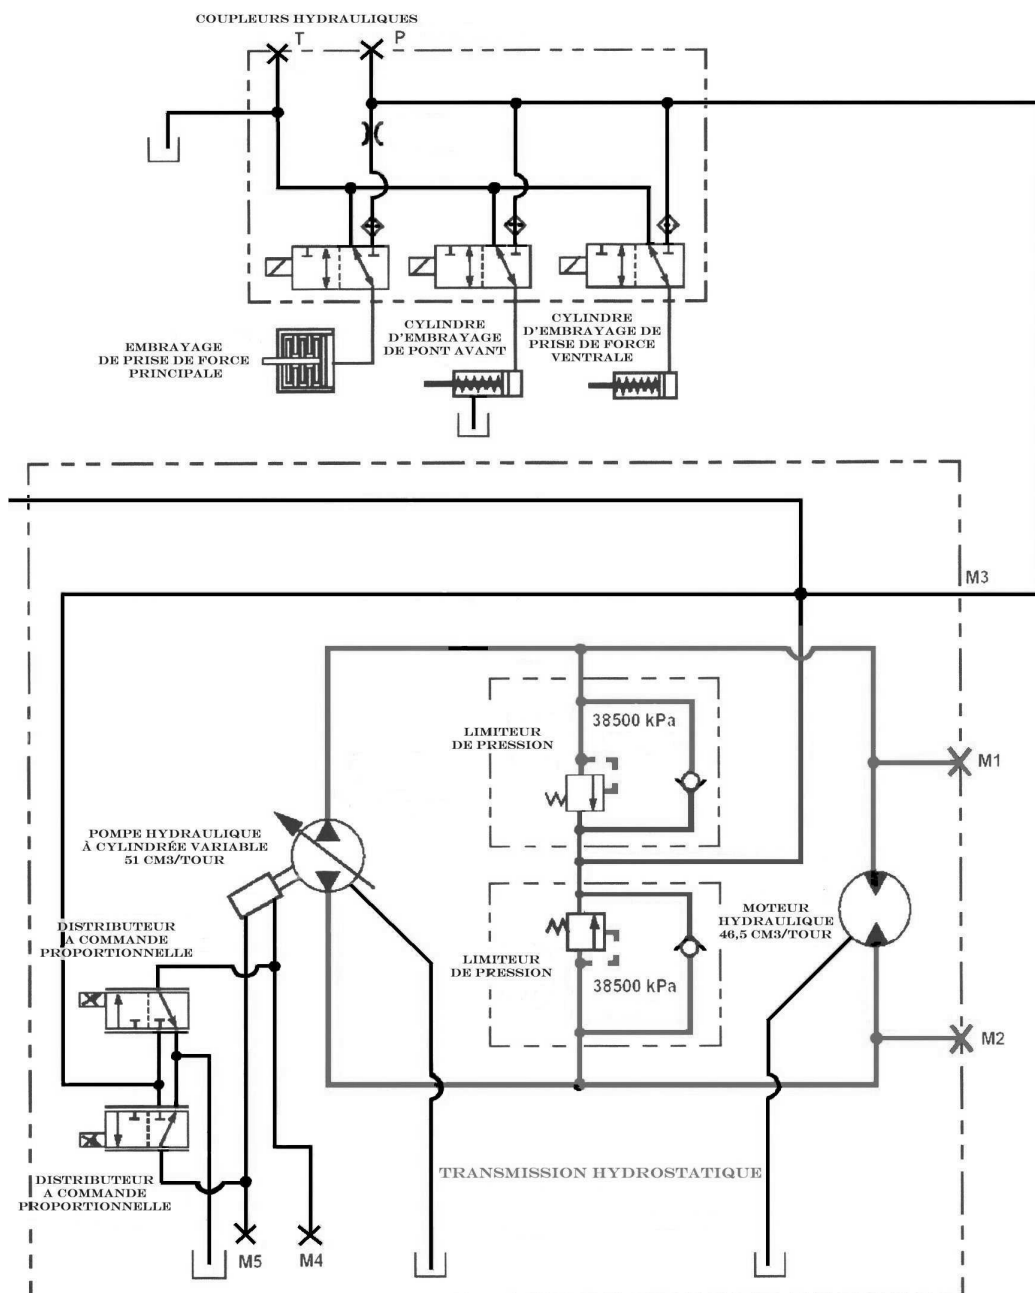 COUPLEURS HYDRAULIQUES
T
P
EMBRAYAGE
DE PRISE DE FORCE
PRINCIPALE
CYLINDRE
D'EMBRAYAGE
DE PONT AVANT
CYLINDRE
D'EMBRAYAGE DE
PRISE DE FORCE
VENTRALE
M3
38500 kPa
LIMITEUR
DE PRESSION
M1
POMPE HYDRAULIQUE
À CYLINDRÉE VARIABLE
51 CM3/TOUR
MOTEUR
HYDRAULIQUE
46,5 CM3/TOUR
DISTRIBUTEUR
A COMMANDE
PROPORTIONNELLE
LIMITEUR
DE PRESSION
38500 kPa
M2
TRANSMISSION HYDROSTATIQUE
DISTRIBUTEUR
A COMMANDE
PROPORTIONNELLE
M5
M4